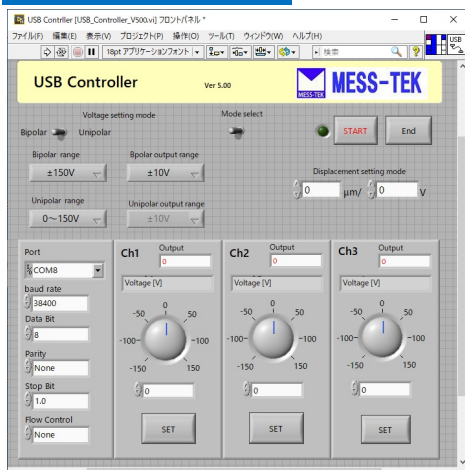 USB Contrller [USB_Controller_V500.vi] フロントパネル *
ファイル(F) 編集(E) 表示(V) プロジェクト(P) 操作(O) ツール(T) ウィンドウ(W) ヘルプ(H)
18pt アプリケーションフォント
検索
USB
USB Controller
Ver 5.00
MESS-TEK
MESS-TEK
Voltage setting mode
Mode select
Bipolar
Unipolar
START
End
Bipolar range
Bpolar output range
±150V
±10V
Displacement setting mode
0 μm/ 0 V
Unipolar range
Unipolar output range
0～150V
±10V
Port
COM8
baud rate
38400
Data Bit
8
Parity
None
Stop Bit
1.0
Flow Control
None
Ch1
Output
0
Voltage [V]
0
-50 50
-100 -100
-150 150
0
SET
Ch2
Output
0
Voltage [V]
0
-50 50
-100 -100
-150 150
0
SET
Ch3
Output
0
Voltage [V]
0
-50 50
-100 -100
-150 150
0
SET